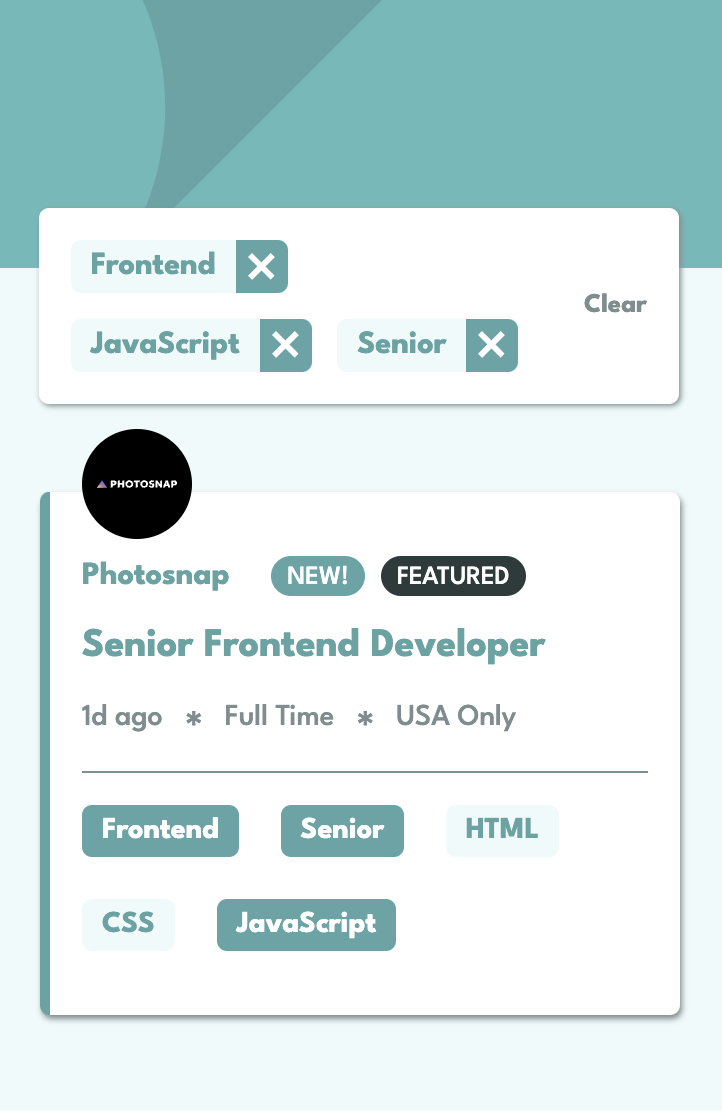 Frontend
Clear
JavaScript Senior
PHOTOSNAP
Photosnap NEW! FEATURED
Senior Frontend Developer
1d ago * Full Time * USA Only
Frontend Senior HTML
CSS JavaScript